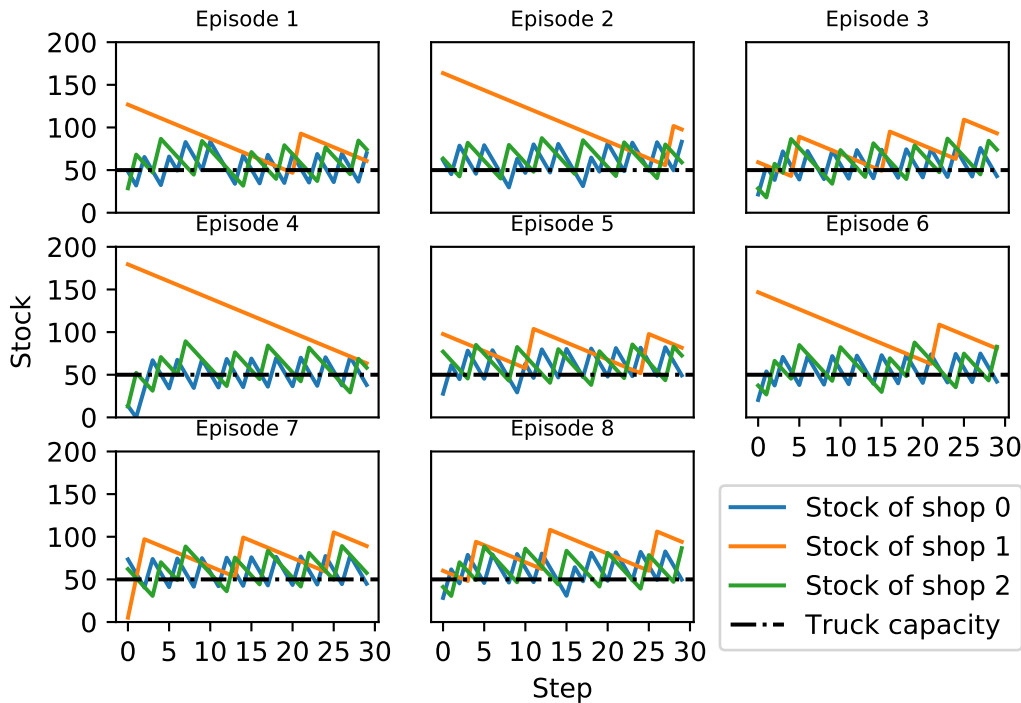 Episode 1
Episode 2
Episode 3
200
150
100
50
0
Episode 4
Episode 5
Episode 6
200
150
100
50
0
0 5 10 15 20 25 30
Stock
Episode 7
Episode 8
200
150
100
50
0
0 5 10 15 20 25 30
0 5 10 15 20 25 30
Step
Stock of shop 0
Stock of shop 1
Stock of shop 2
Truck capacity